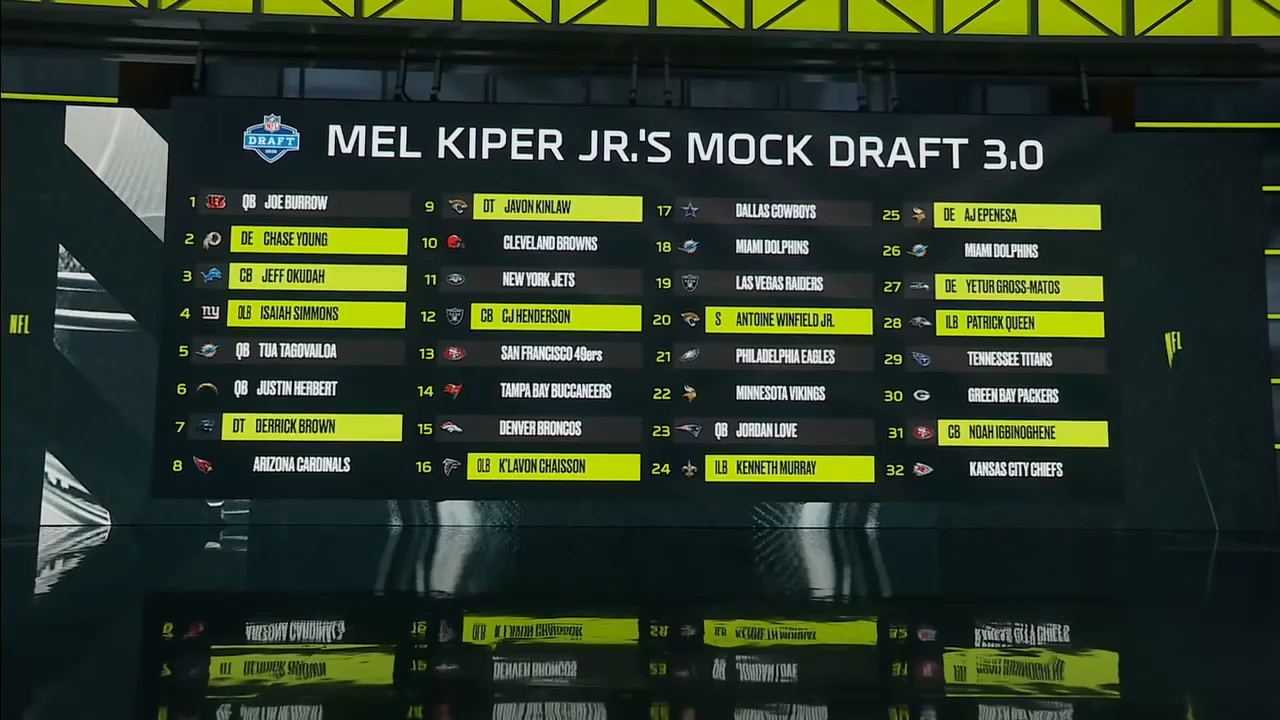 NFL
DRAFT
2020
MEL KIPER JR.'S MOCK DRAFT 3.0
1 QB JOE BURROW
2 DE CHASE YOUNG
3 CB JEFF OKUDAH
4 ny OLB ISAIAH SIMMONS
5 QB TUA TAGOVAILOA
6 QB JUSTIN HERBERT
7 DT DERRICK BROWN
8 ARIZONA CARDINALS
9 DT JAVON KINLAW
10 CLEVELAND BROWNS
11 NEW YORK JETS
12 CB CJ HENDERSON
13 SAN FRANCISCO 49ers
14 TAMPA BAY BUCCANEERS
15 DENVER BRONCOS
16 OLB K'LAVON CHAISSON
17 DALLAS COWBOYS
18 MIAMI DOLPHINS
19 LAS VEGAS RAIDERS
20 S ANTOINE WINFIELD JR.
21 PHILADELPHIA EAGLES
22 MINNESOTA VIKINGS
23 QB JORDAN LOVE
24 ILB KENNETH MURRAY
25 DE AJ EPENESA
26 MIAMI DOLPHINS
27 DE YETUR GROSS-MATOS
28 ILB PATRICK QUEEN
29 TENNESSEE TITANS
30 G GREEN BAY PACKERS
31 CB NOAH IGBINOGHENE
32 KANSAS CITY CHIEFS
NFL
NFL